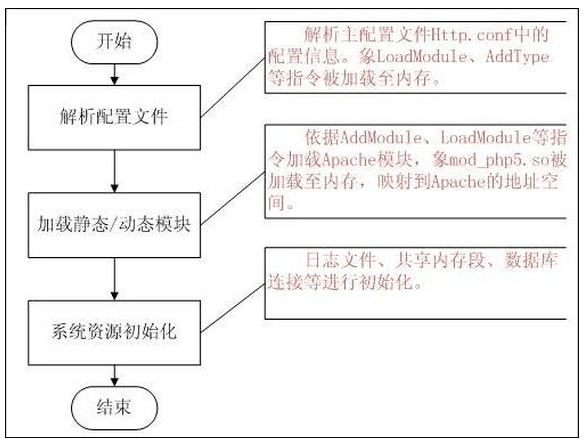 开始
解析主配置文件Http.conf中的
配置信息。象LoadModule、AddType
等指令被加载至内存。
解析配置文件
依据AddModule、LoadModule等指
令加载Apache模块，象mod_php5.so被
加载至内存，映射到Apache的地址空
间。
加载静态/动态模块
日志文件、共享内存段、数据库
连接等进行初始化。
系统资源初始化
结束